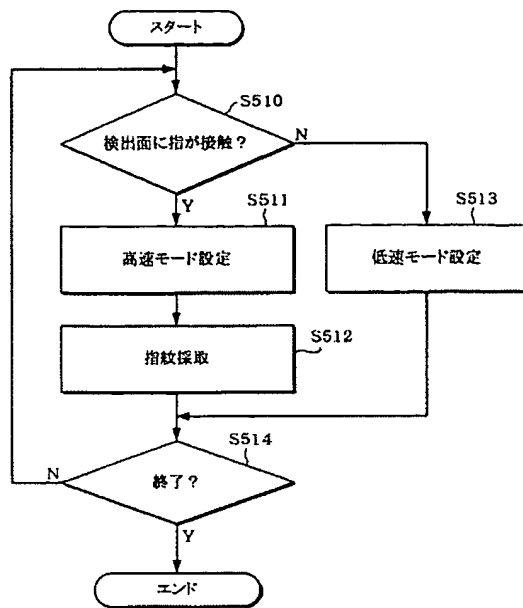 スタート
S510
検出面に指が接触？
N
Y
S511
高速モード設定
S513
低速モード設定
S512
指紋採取
S514
N
終了？
Y
エンド